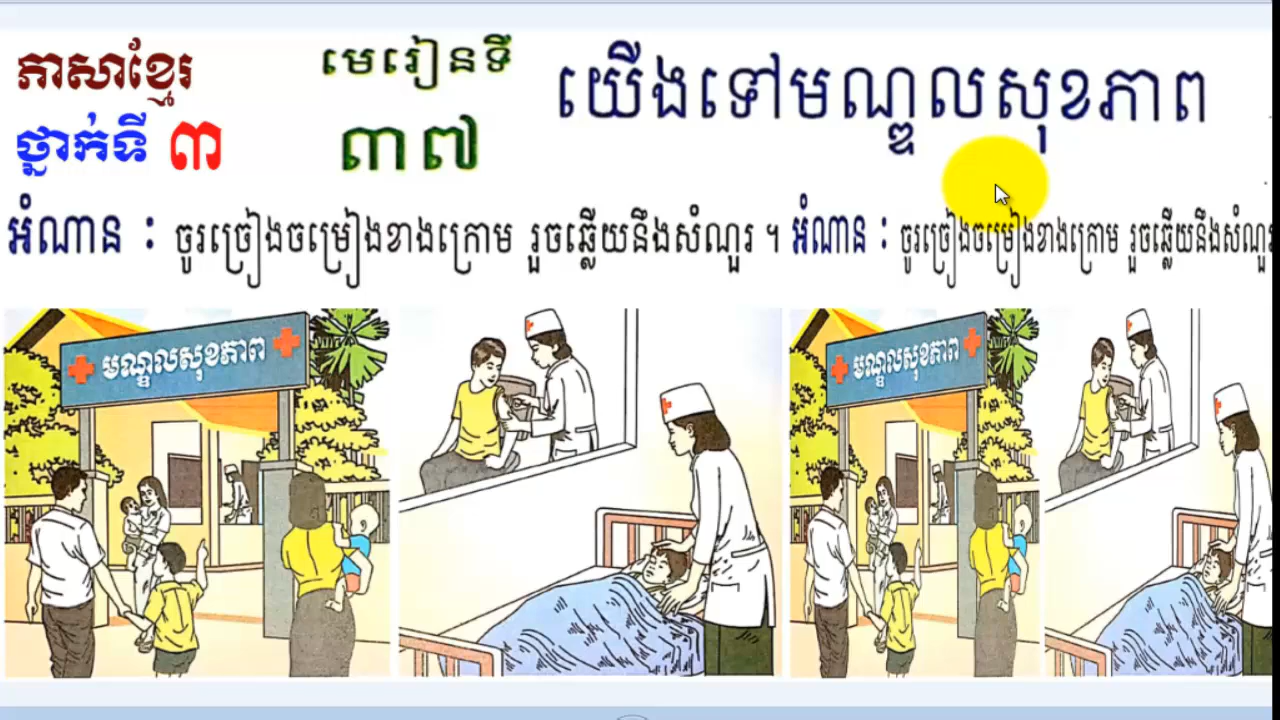 ភាសាខ្មែរ
ថ្នាក់ទី ៣
មេរៀនទី
៣៧
យើងទៅមណ្ឌលសុខភាព
អំណាន ៈ ចូរច្រៀងចម្រៀងខាងក្រោម រួចឆ្លើយនឹងសំណួរ ។
អំណាន ៈ ចូរច្រៀងចម្រៀងខាងក្រោម រួចឆ្លើយនឹងសំណួរ
មណ្ឌលសុខភាព
មណ្ឌលសុខភាព